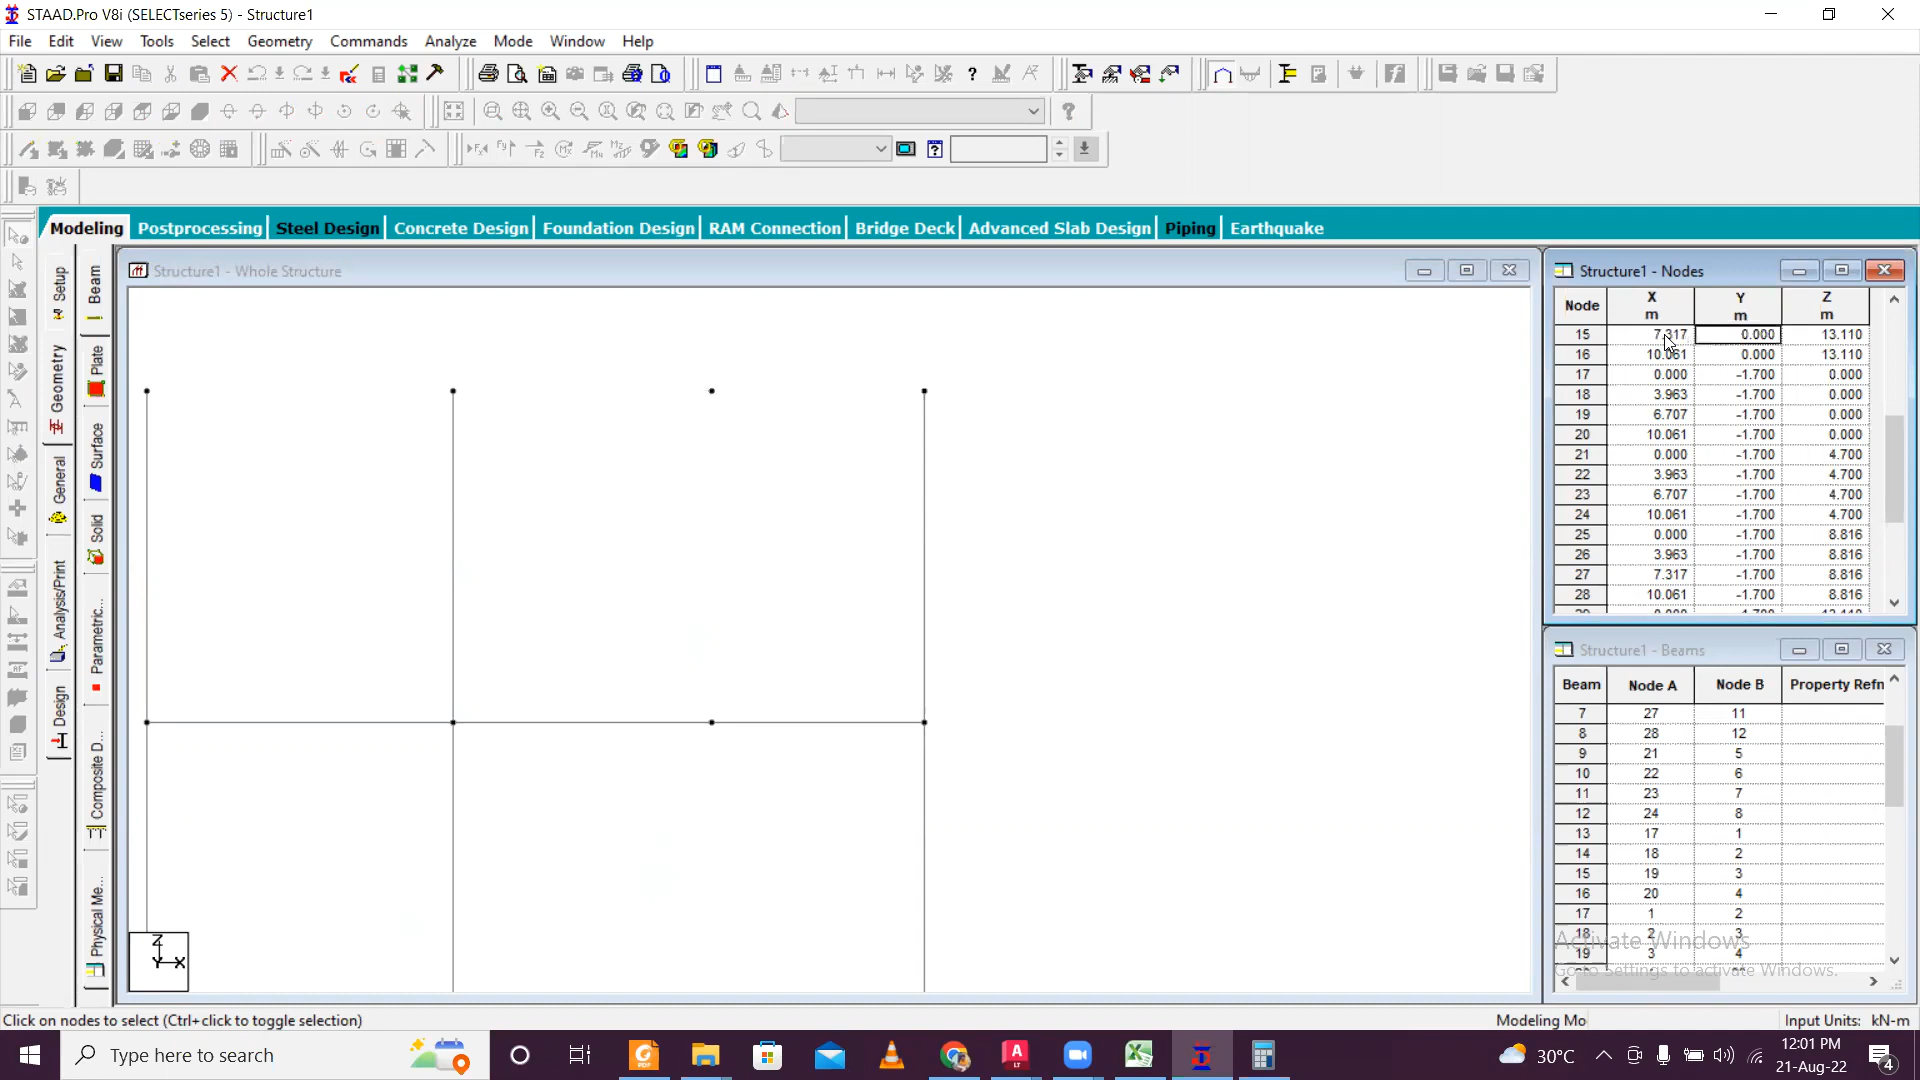 STAAD.Pro V8i (SELECTseries 5) - Structure1
File Edit View Tools Select Geometry Commands Analyze Mode Window Help
Modeling Postprocessing Steel Design Concrete Design Foundation Design RAM Connection Bridge Deck Advanced Slab Design Piping Earthquake
Setup
Geometry
General
Analysis/Print
Design
Beam
Plate
Surface
Solid
Parametric...
Composite D...
Physical Me...
Structure1 - Whole Structure
Z
Y X
Structure1 - Nodes
Node X m Y m Z m
15 7.317 0.000 13.110
16 10.061 0.000 13.110
17 0.000 -1.700 0.000
18 3.963 -1.700 0.000
19 6.707 -1.700 0.000
20 10.061 -1.700 0.000
21 0.000 -1.700 4.700
22 3.963 -1.700 4.700
23 6.707 -1.700 4.700
24 10.061 -1.700 4.700
25 0.000 -1.700 8.816
26 3.963 -1.700 8.816
27 7.317 -1.700 8.816
28 10.061 -1.700 8.816
Structure1 - Beams
Beam Node A Node B Property Refn
7 27 11
8 28 12
9 21 5
10 22 6
11 23 7
12 24 8
13 17 1
14 18 2
15 19 3
16 20 4
17 1 2
18 2 3
19 3 4
Activate Windows
Go to Settings to activate Windows.
Click on nodes to select (Ctrl+click to toggle selection)
Modeling Mo
Input Units: kN-m
Type here to search
30°C
12:01 PM
21-Aug-22
4